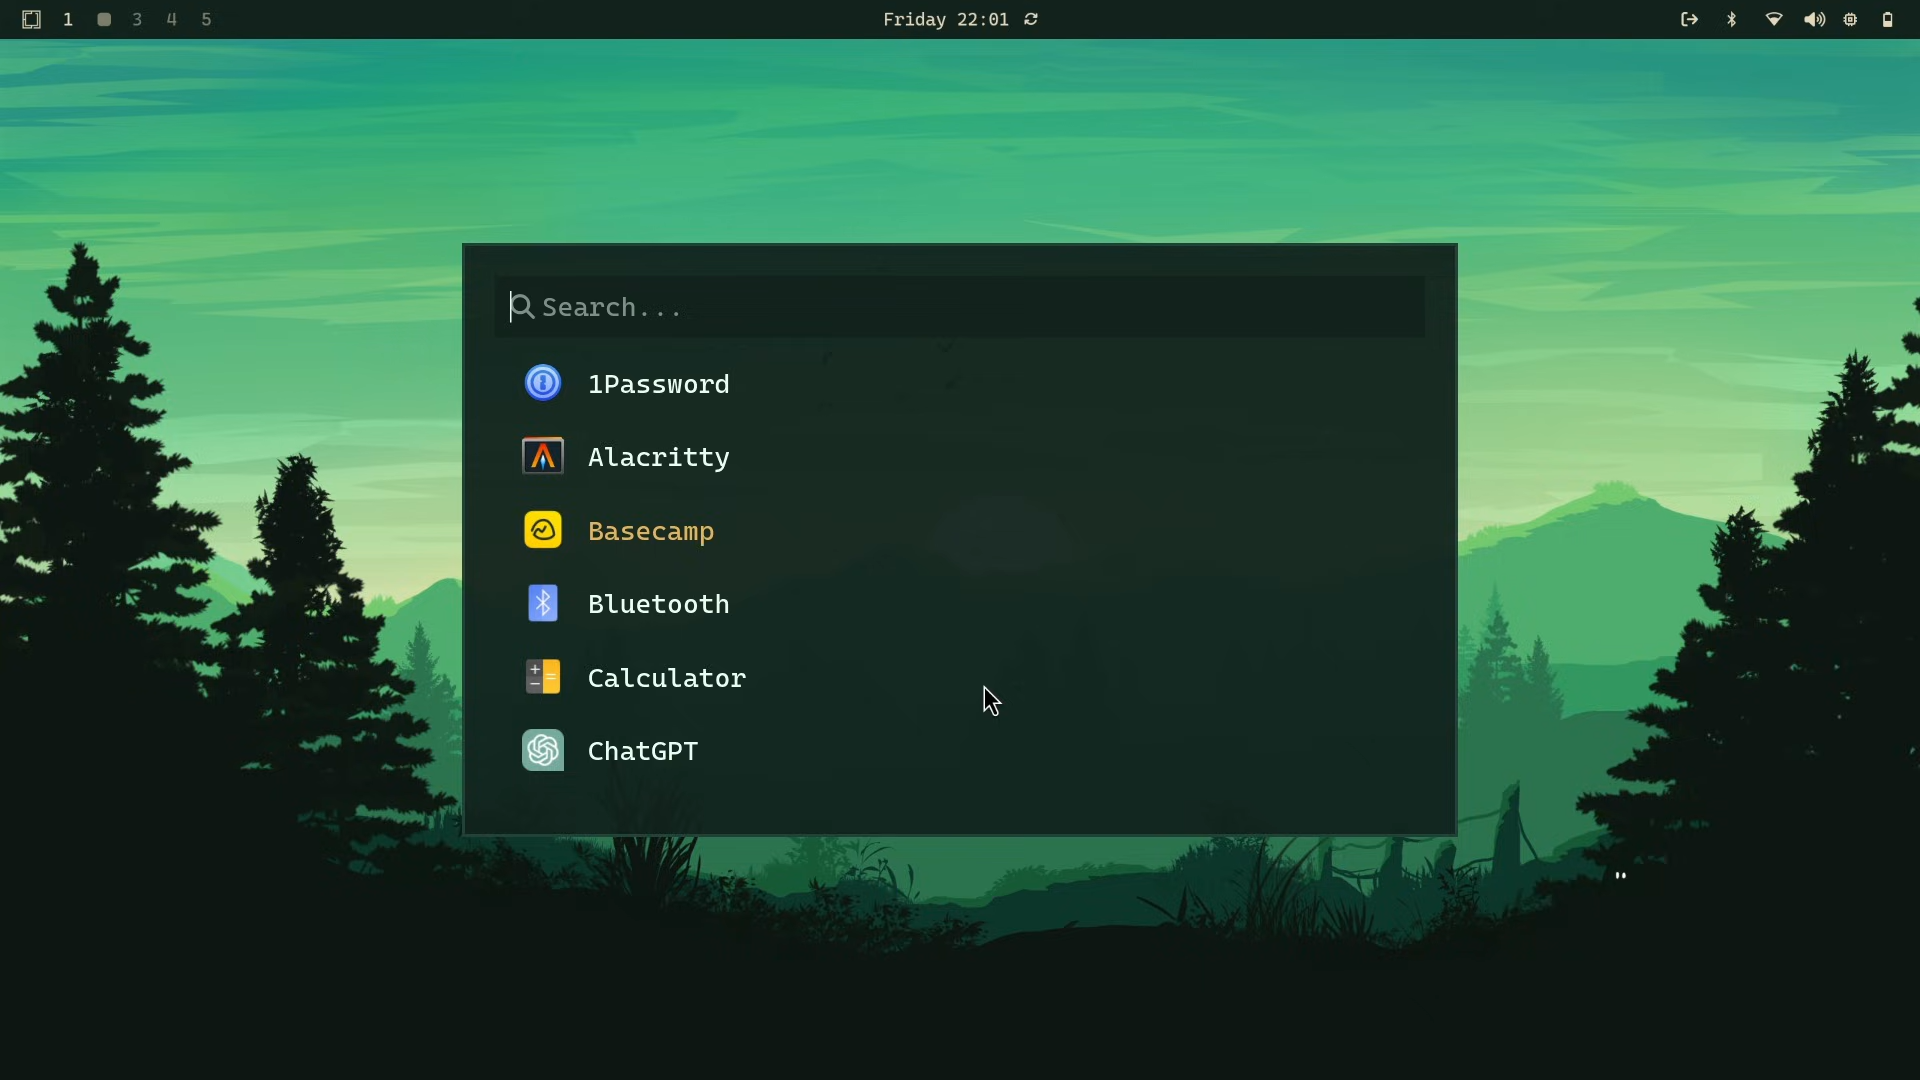 1 3 4 5 Friday 22:01
Search...
1Password
Alacritty
Basecamp
Bluetooth
Calculator
ChatGPT